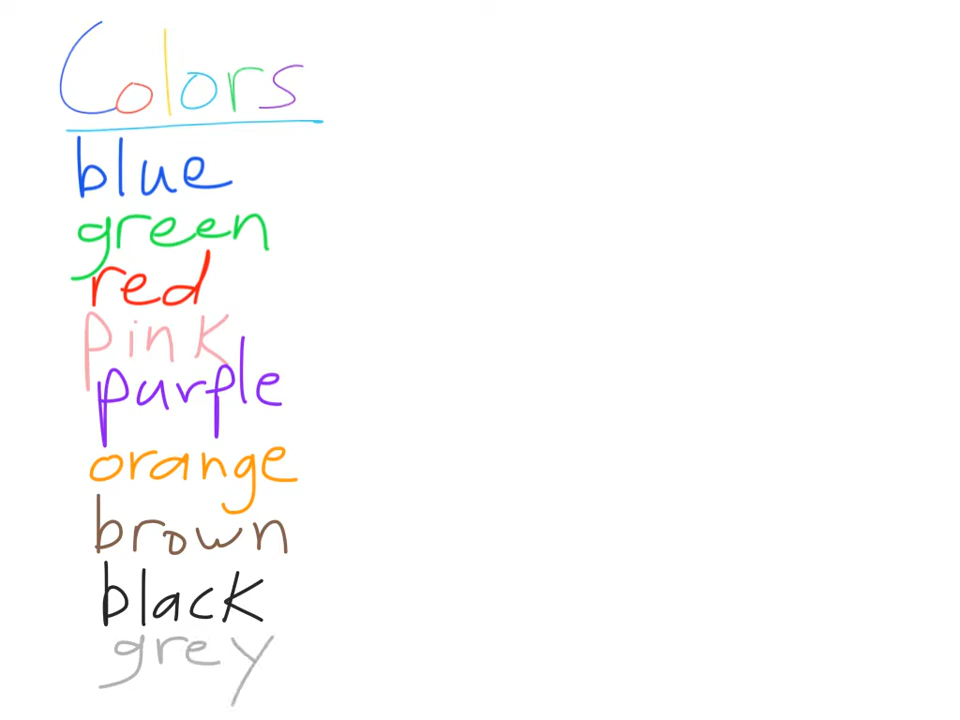 Colors
blue
green
red
pink
purple
orange
brown
black
grey